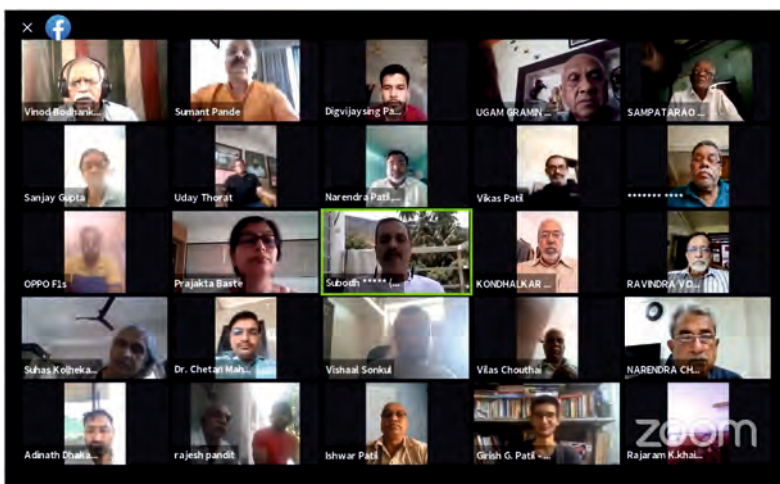 × f
Vinod Bodhank...
Sumant Pande
Digvijaysing Pa...
UGAM GRAMIN ...
SAMPATARAO ...
Sanjay Gupta
Uday Thorat
Narendra Patil,...
Vikas Patil
******* ****
OPPO F1s
Prajakta Baste
Subodh ***** (...
KONDHALKAR ...
RAVINDRA V D...
Suhas Kolheka...
Dr. Chetan Mah...
Vishaal Sonkul
Vilas Chouthai
NARENDRA CH...
Adinath Dhaka...
rajesh pandit
Ishwar Patil
Girish G. Patil - ...
Rajaram K.khai...
zoom